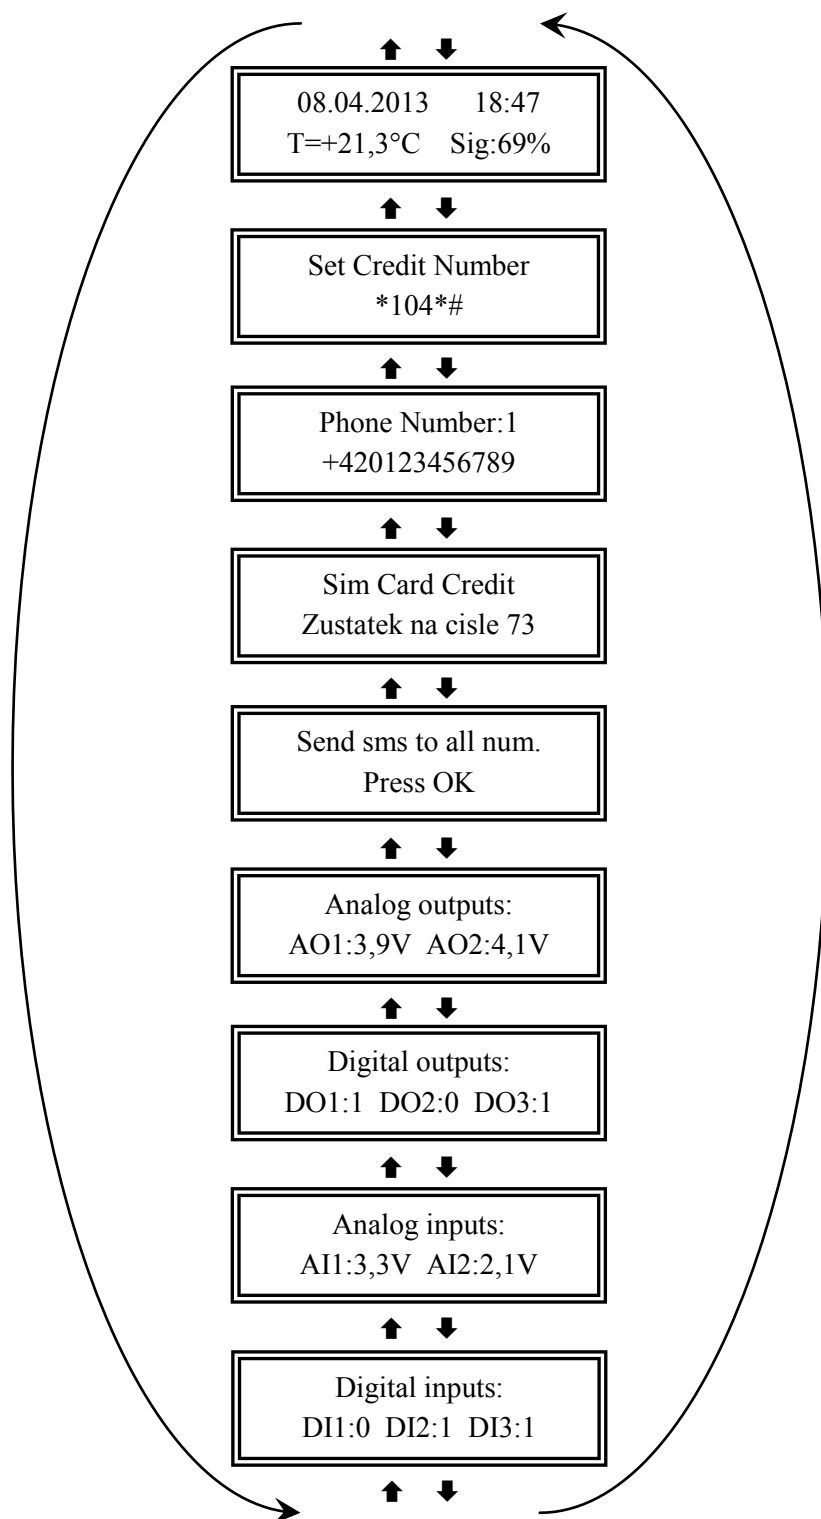 08.04.2013 18:47
T=+21,3°C Sig:69%
Set Credit Number
*104*#
Phone Number:1
+420123456789
Sim Card Credit
Zustatek na cisle 73
Send sms to all num.
Press OK
Analog outputs:
AO1:3,9V AO2:4,1V
Digital outputs:
DO1:1 DO2:0 DO3:1
Analog inputs:
AI1:3,3V AI2:2,1V
Digital inputs:
DI1:0 DI2:1 DI3:1